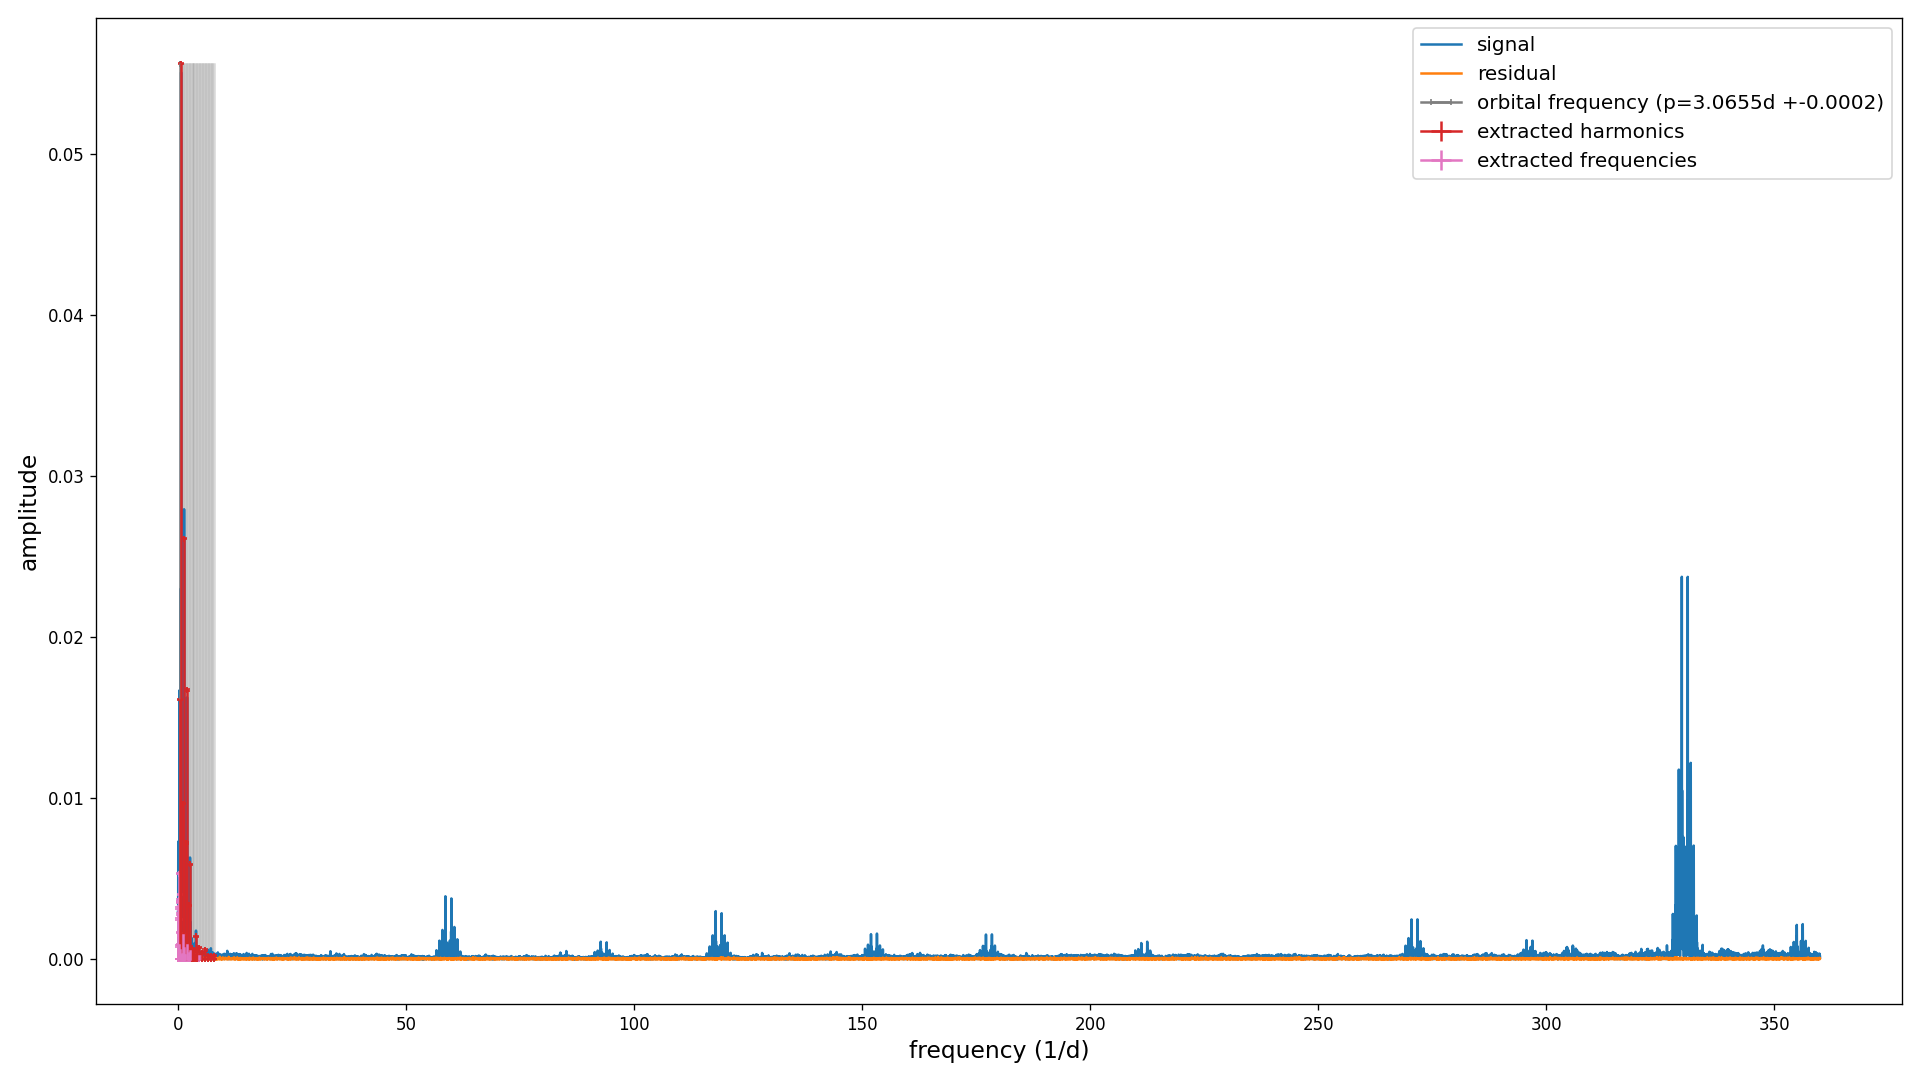 signal
residual
orbital frequency (p=3.0655d +-0.0002)
extracted harmonics
extracted frequencies
amplitude
0.05
0.04
0.03
0.02
0.01
0.00
0 50 100 150 200 250 300 350
frequency (1/d)